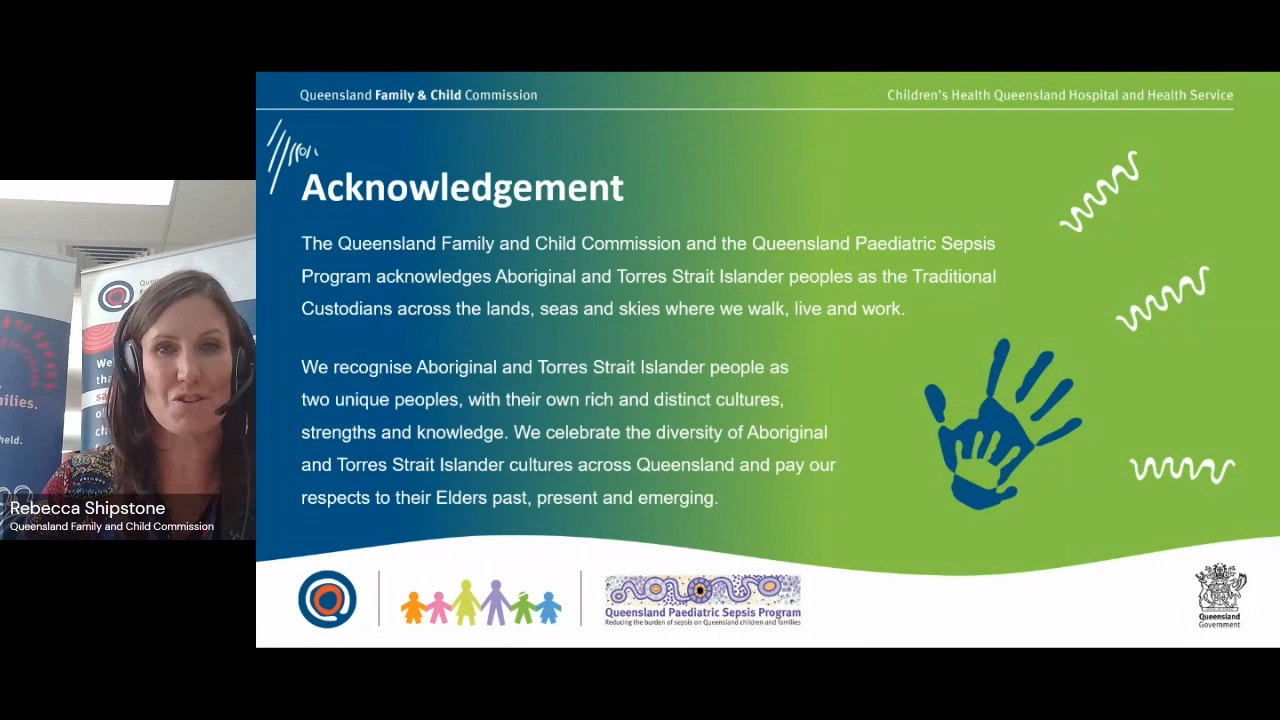 Queensland Family & Child Commission
Children's Health Queensland Hospital and Health Service
Acknowledgement
The Queensland Family and Child Commission and the Queensland Paediatric Sepsis
Program acknowledges Aboriginal and Torres Strait Islander peoples as the Traditional
Custodians across the lands, seas and skies where we walk, live and work.
We recognise Aboriginal and Torres Strait Islander people as
two unique peoples, with their own rich and distinct cultures,
strengths and knowledge. We celebrate the diversity of Aboriginal
and Torres Strait Islander cultures across Queensland and pay our
respects to their Elders past, present and emerging.
Rebecca Shipstone
Queensland Family and Child Commission
Queensland Paediatric Sepsis Program
Reducing the burden of sepsis on Queensland children and families
Queensland
Government